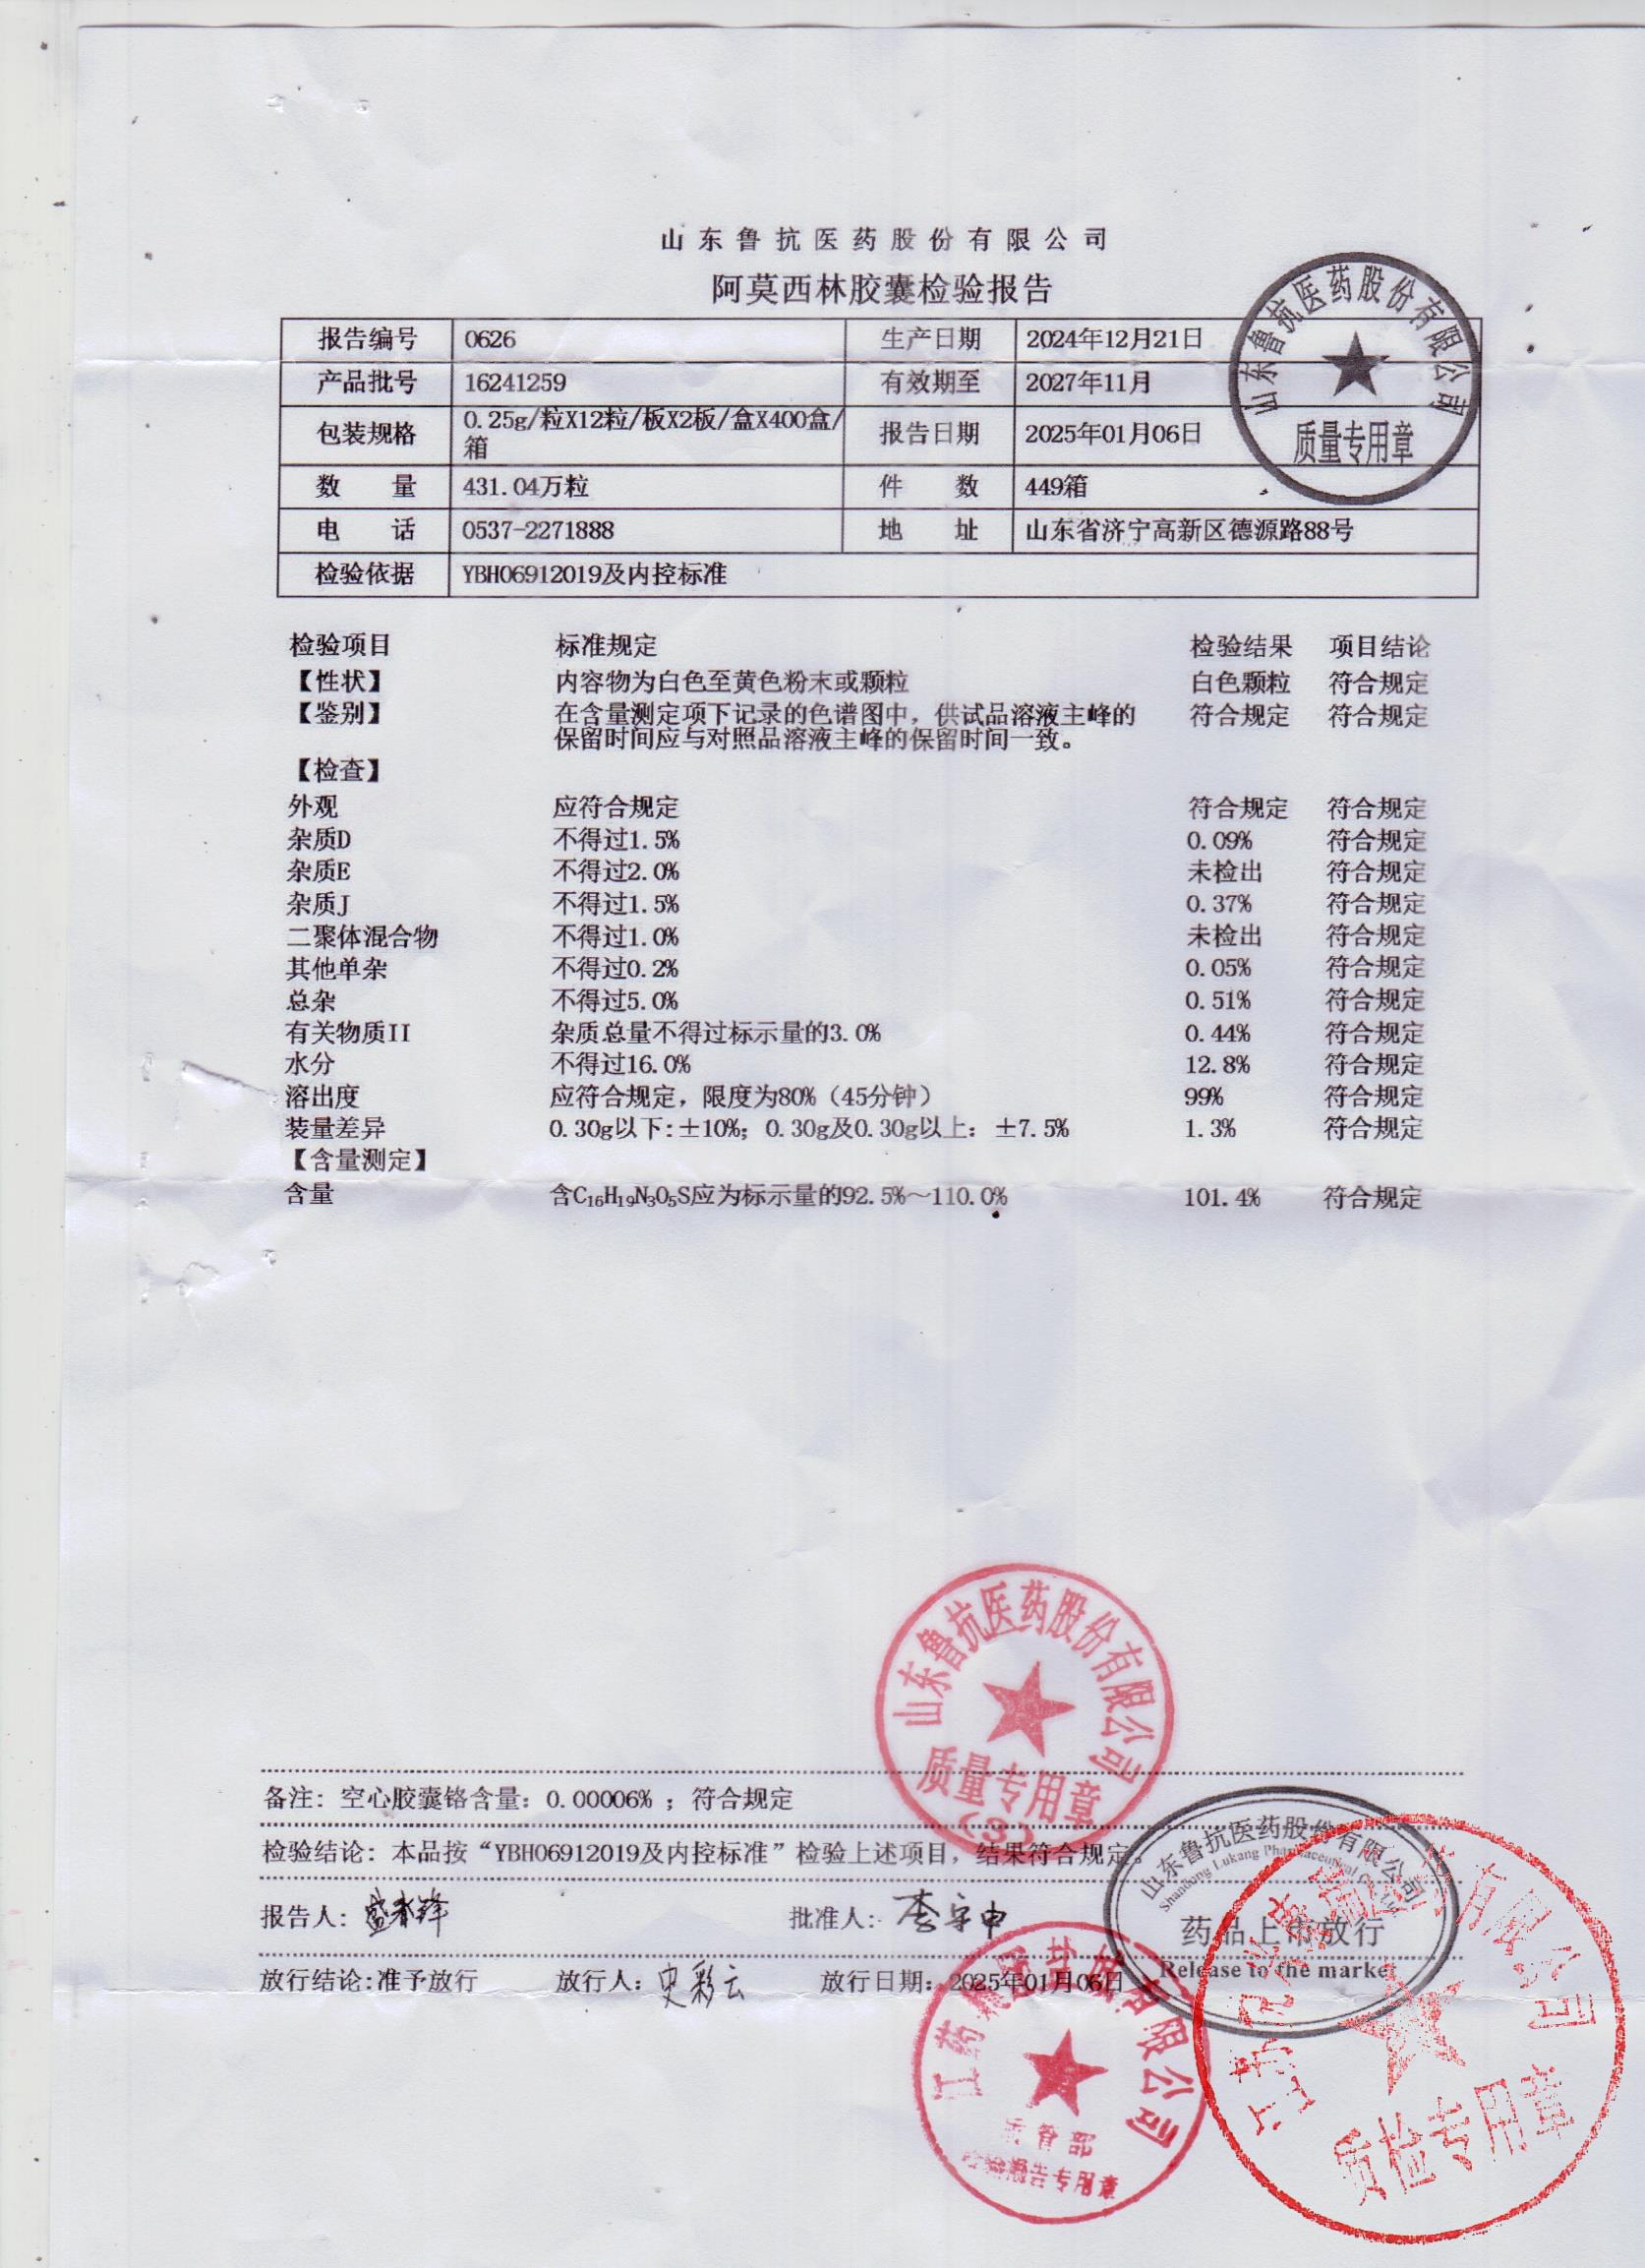 山东鲁抗医药股份有限公司
阿莫西林胶囊检验报告
报告编号 0626 生产日期 2024年12月21日
产品批号 16241259 有效期至 2027年11月
包装规格 0.25g/粒X12粒/板X2板/盒X400盒/
箱 报告日期 2025年01月06日
数 量 431.04万粒 件 数 449箱
电 话 0537-2271888 地 址 山东省济宁高新区德源路88号
检验依据 YBH06912019及内控标准
山东鲁抗医药股份有限公司
质量专用章
检验项目 标准规定 检验结果 项目结论
【性状】 内容物为白色至黄色粉末或颗粒 白色颗粒 符合规定
【鉴别】 在含量测定项下记录的色谱图中，供试品溶液主峰的 符合规定 符合规定
保留时间应与对照品溶液主峰的保留时间一致。
【检查】
外观 应符合规定 符合规定 符合规定
杂质D 不得过1.5% 0.09% 符合规定
杂质E 不得过2.0% 未检出 符合规定
杂质J 不得过1.5% 0.37% 符合规定
二聚体混合物 不得过1.0% 未检出 符合规定
其他单杂 不得过0.2% 0.05% 符合规定
总杂 不得过5.0% 0.51% 符合规定
有关物质II 杂质总量不得过标示量的3.0% 0.44% 符合规定
水分 不得过16.0% 12.8% 符合规定
溶出度 应符合规定，限度为80%（45分钟） 99% 符合规定
装量差异 0.30g以下:±10%；0.30g及0.30g以上：±7.5% 1.3% 符合规定
【含量测定】
含量 含C₁₆H₁₉N₃O₅S应为标示量的92.5%～110.0% 101.4% 符合规定
山东鲁抗医药股份有限公司
质量专用章
(3)
备注：空心胶囊铬含量：0.00006% ；符合规定
检验结论：本品按“YBH06912019及内控标准”检验上述项目，结果符合规定。
报告人： 批准人： 李宇申
放行结论:准予放行 放行人：史彩云 放行日期：2025年01月06日
山东鲁抗医药股份有限公司
Shandong Lukang Pharmaceutical Co., Ltd.
药品上市放行
Release to the market
有限公司
质管部
检验报告专用章
有限公司
质检专用章